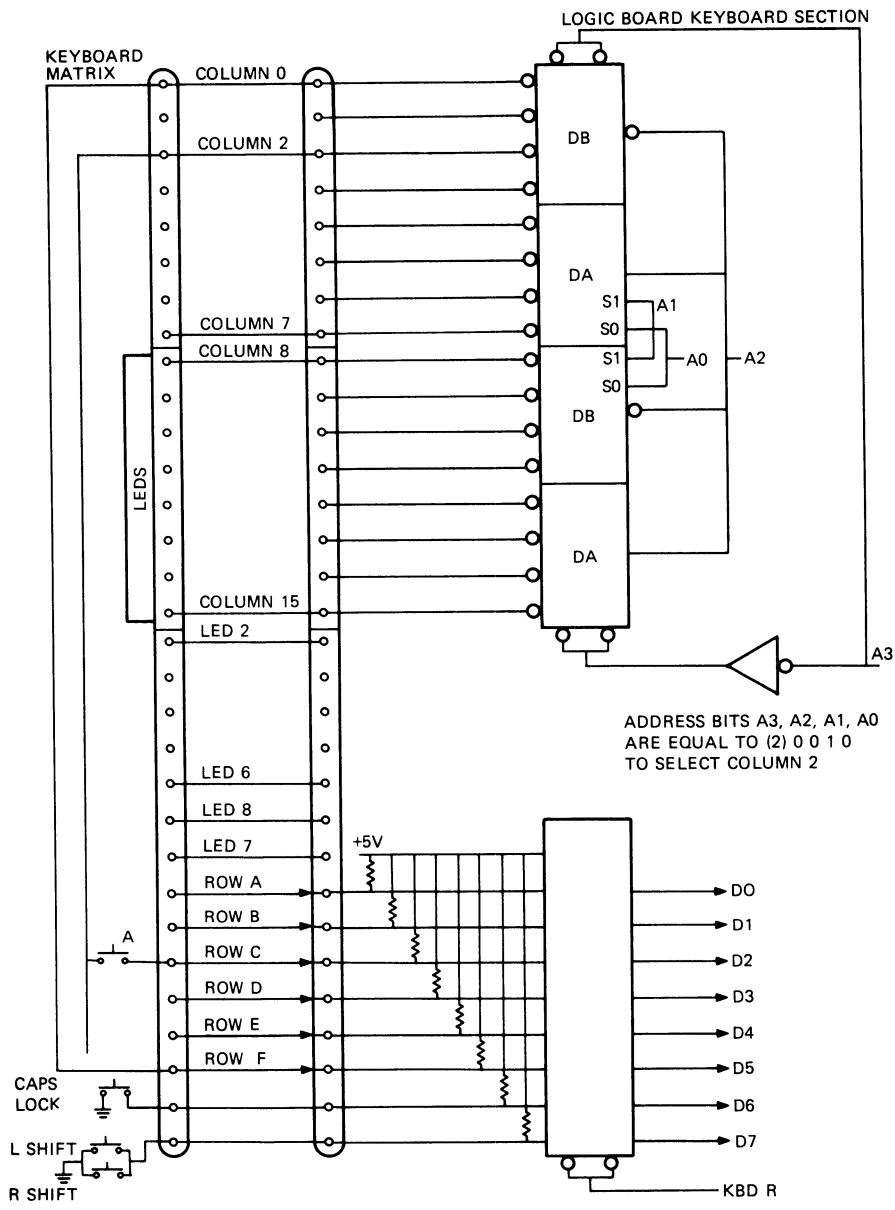 LOGIC BOARD KEYBOARD SECTION
KEYBOARD
MATRIX
COLUMN 0
COLUMN 2
DB
DA
S1
A1
S0
COLUMN 7
COLUMN 8
S1
A0
A2
S0
DB
LEDS
DA
COLUMN 15
LED 2
A3
ADDRESS BITS A3, A2, A1, A0
ARE EQUAL TO (2) 0 0 1 0
TO SELECT COLUMN 2
LED 6
LED 8
LED 7
+5V
ROW A
D0
ROW B
D1
A
ROW C
D2
ROW D
D3
ROW E
D4
ROW F
D5
CAPS
LOCK
D6
L SHIFT
D7
R SHIFT
KBD R